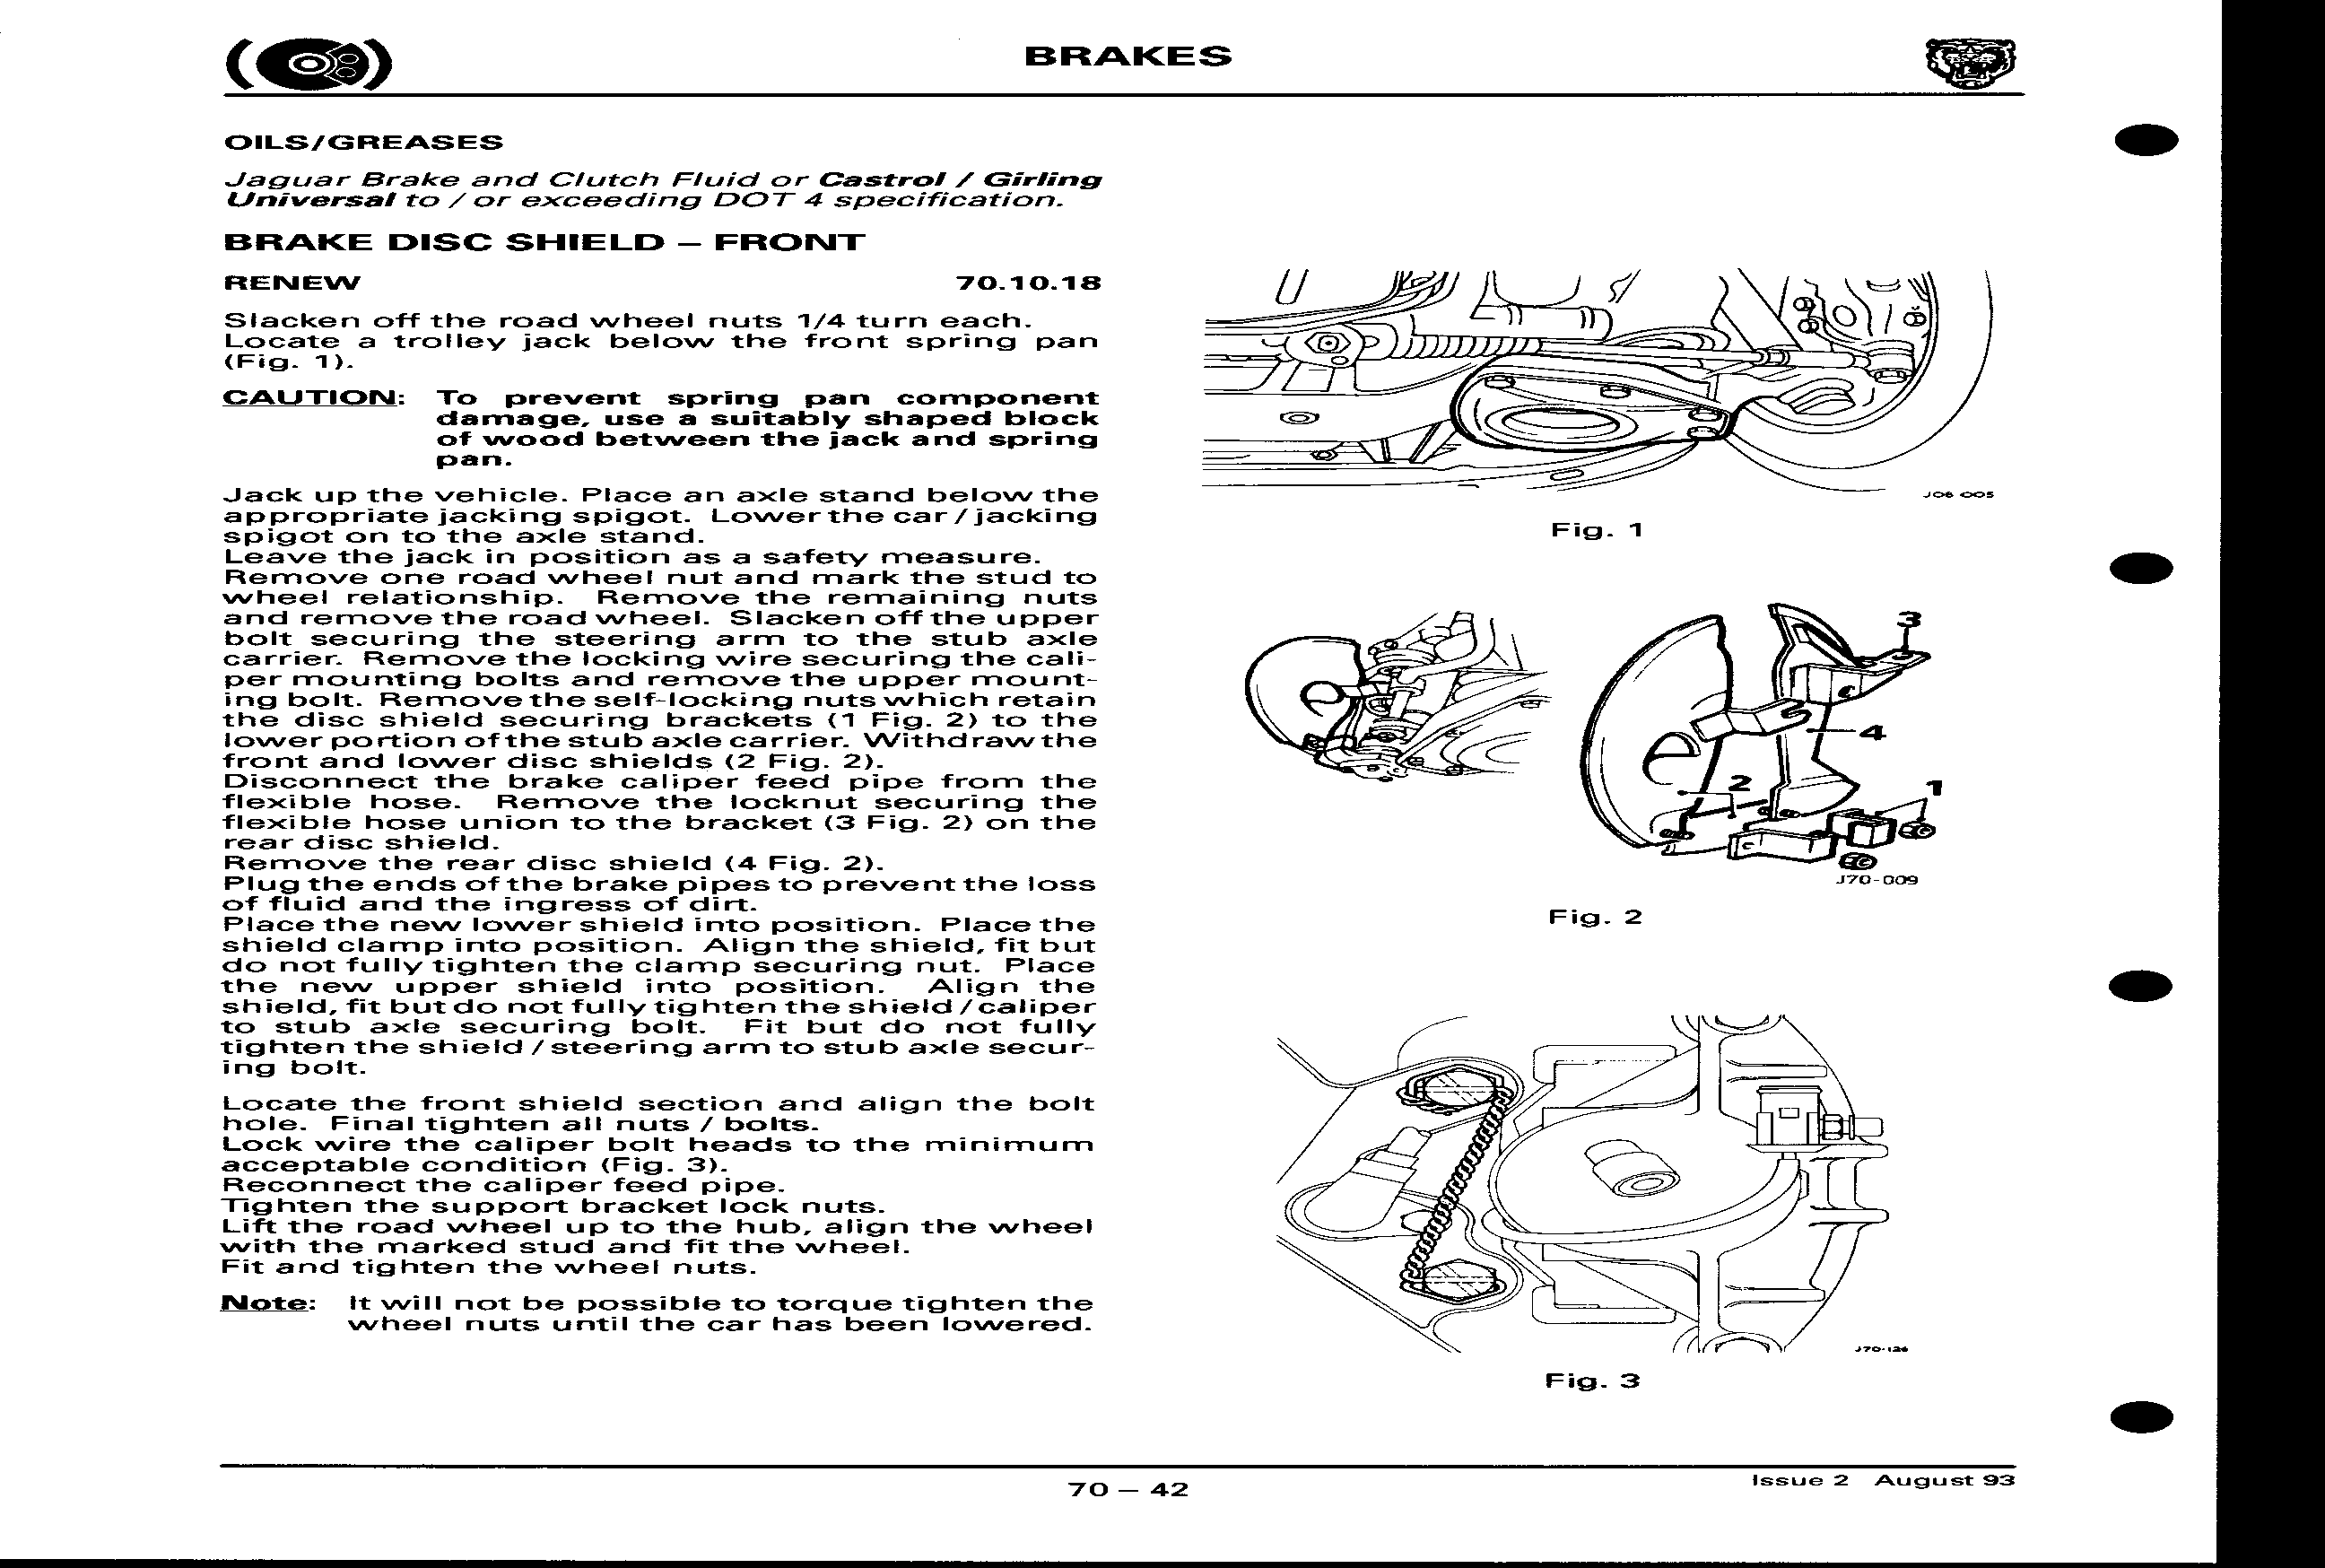 BRAKES
OILS/GREASES
Jaguar Brake and Clutch Fluid or Castrol / Girling
Universal to / or exceeding DOT 4 specification.
BRAKE DISC SHIELD – FRONT
RENEW 70.10.18
Slacken off the road wheel nuts 1/4 turn each.
Locate a trolley jack below the front spring pan
(Fig. 1).
CAUTION: To prevent spring pan component
damage, use a suitably shaped block
of wood between the jack and spring
pan.
Jack up the vehicle. Place an axle stand below the
appropriate jacking spigot. Lower the car / jacking
spigot on to the axle stand.
Leave the jack in position as a safety measure.
Remove one road wheel nut and mark the stud to
wheel relationship. Remove the remaining nuts
and remove the road wheel. Slacken off the upper
bolt securing the steering arm to the stub axle
carrier. Remove the locking wire securing the cali-
per mounting bolts and remove the upper mount-
ing bolt. Remove the self-locking nuts which retain
the disc shield securing brackets (1 Fig. 2) to the
lower portion of the stub axle carrier. Withdraw the
front and lower disc shields (2 Fig. 2).
Disconnect the brake caliper feed pipe from the
flexible hose. Remove the locknut securing the
flexible hose union to the bracket (3 Fig. 2) on the
rear disc shield.
Remove the rear disc shield (4 Fig. 2).
Plug the ends of the brake pipes to prevent the loss
of fluid and the ingress of dirt.
Place the new lower shield into position. Place the
shield clamp into position. Align the shield, fit but
do not fully tighten the clamp securing nut. Place
the new upper shield into position. Align the
shield, fit but do not fully tighten the shield / caliper
to stub axle securing bolt. Fit but do not fully
tighten the shield / steering arm to stub axle secur-
ing bolt.
Locate the front shield section and align the bolt
hole. Final tighten all nuts / bolts.
Lock wire the caliper bolt heads to the minimum
acceptable condition (Fig. 3).
Reconnect the caliper feed pipe.
Tighten the support bracket lock nuts.
Lift the road wheel up to the hub, align the wheel
with the marked stud and fit the wheel.
Fit and tighten the wheel nuts.
Note: It will not be possible to torque tighten the
wheel nuts until the car has been lowered.
J06 005
Fig. 1
3
4
2
1
J70-009
Fig. 2
J70-126
Fig. 3
70 – 42
Issue 2 August 93